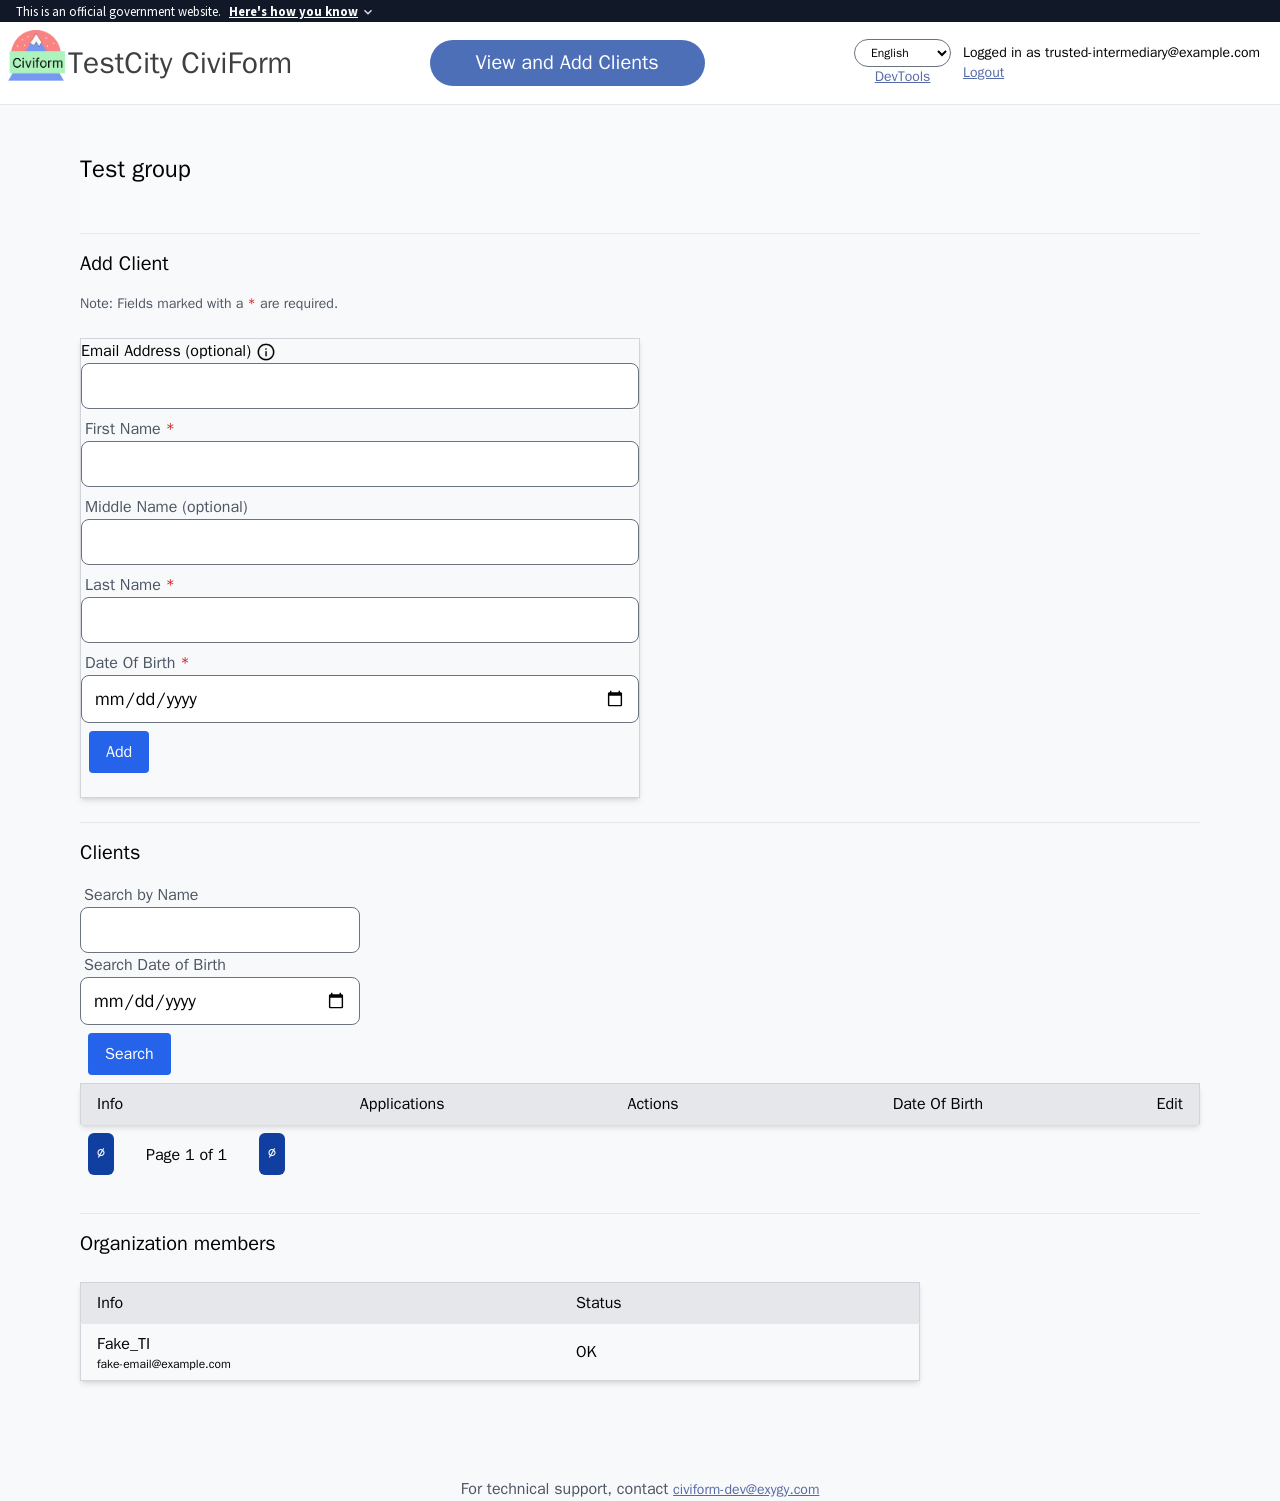 This is an official government website. Here's how you know
Civiform TestCity CiviForm
View and Add Clients
English
DevTools
Logged in as trusted-intermediary@example.com
Logout
Test group
Add Client
Note: Fields marked with a * are required.
Email Address (optional)
First Name *
Middle Name (optional)
Last Name *
Date Of Birth *
mm/dd/yyyy
Add
Clients
Search by Name
Search Date of Birth
mm/dd/yyyy
Search
Info Applications Actions Date Of Birth Edit
∅ Page 1 of 1 ∅
Organization members
Info Status
Fake_TI
fake-email@example.com
OK
For technical support, contact civiform-dev@exygy.com